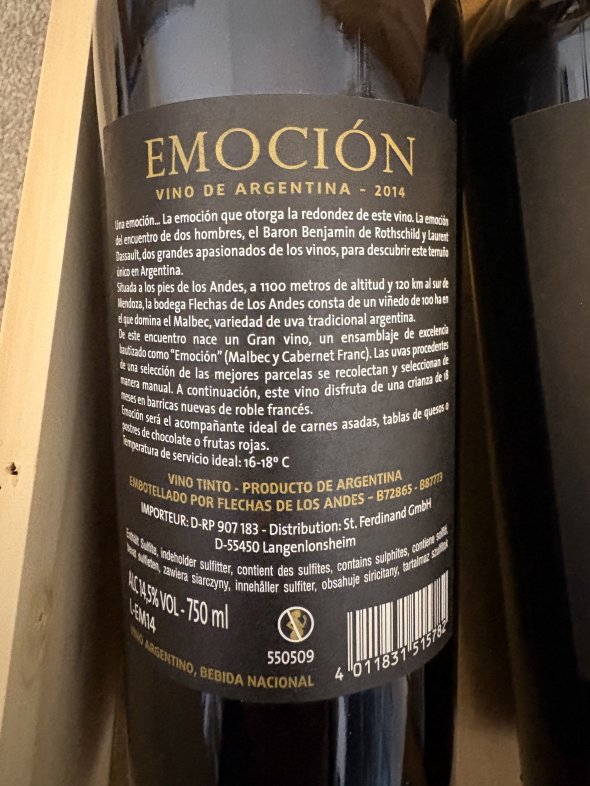 EMOCIÓN
VINO DE ARGENTINA - 2014
Una emoción... La emoción que otorga la redondez de este vino. La emoción
del encuentro de dos hombres, el Baron Benjamin de Rothschild y Laurent
Dassault, dos grandes apasionados de los vinos, para descubrir este terruño
único en Argentina.
Situada a los pies de los Andes, a 1100 metros de altitud y 120 km al sur de
Mendoza, la bodega Flechas de Los Andes consta de un viñedo de 100 ha en
el que domina el Malbec, variedad de uva tradicional argentina.
De este encuentro nace un Gran vino, un ensamblaje de excelencia
bautizado como "Emoción" (Malbec y Cabernet Franc). Las uvas procedentes
de una selección de las mejores parcelas se recolectan y seleccionan de
manera manual. A continuación, este vino disfruta de una crianza de 18
meses en barricas nuevas de roble francés.
Emoción será el acompañante ideal de carnes asadas, tablas de quesos o
postres de chocolate o frutas rojas.
Temperatura de servicio ideal: 16-18º C
VINO TINTO - PRODUCTO DE ARGENTINA
EMBOTELLADO POR FLECHAS DE LOS ANDES - B72865 - B87773
IMPORTEUR: D-RP 907 183 - Distribution: St. Ferdinand GmbH
D-55450 Langenlonsheim
Enthält Sulfite, indeholder sulfitter, contient des sulfites, contains sulphites, contiene sulfiti,
bevat sulfieten, zawiera siarczyny, innehåller sulfiter, obsahuje siricitany, tartalmaz szulfitos
ALC 14,5% VOL - 750 ml
L-EM14
550509
4 011831 515782
VINO ARGENTINO, BEBIDA NACIONAL